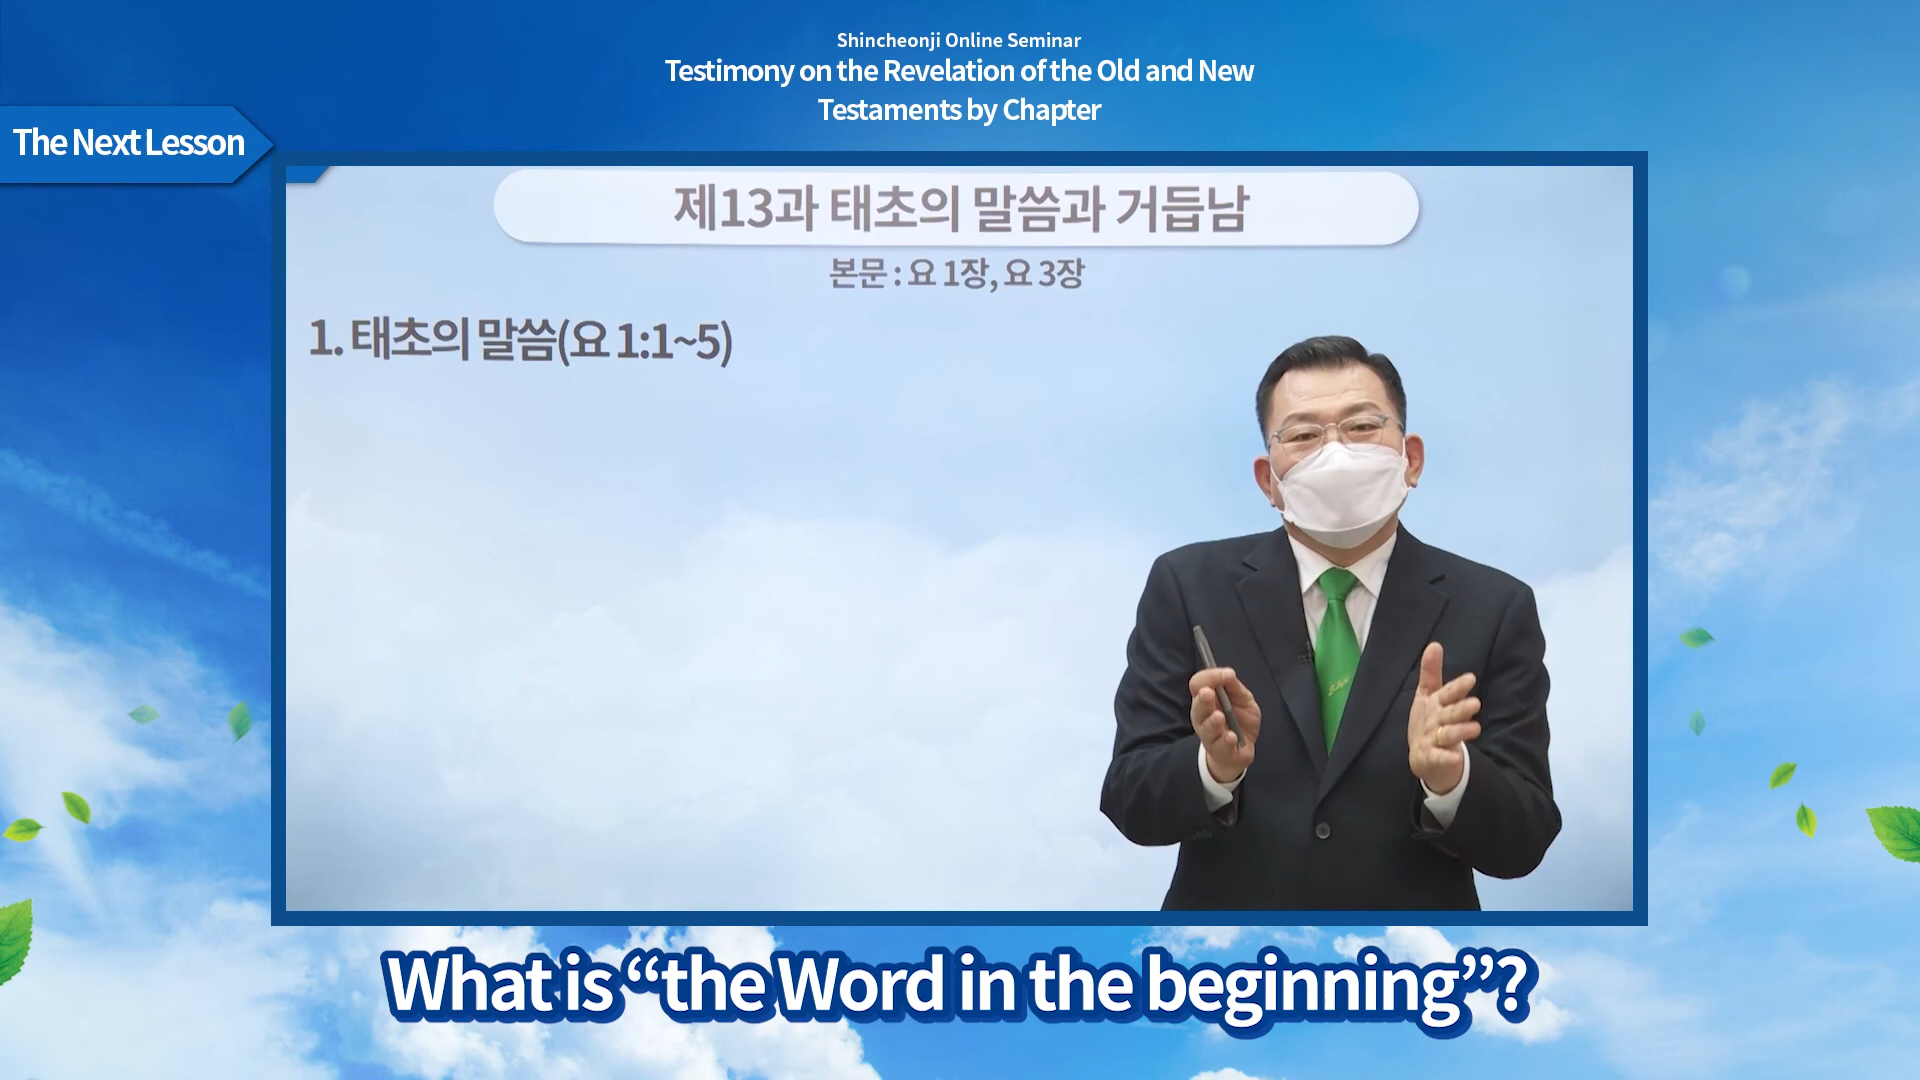 Shincheonji Online Seminar
Testimony on the Revelation of the Old and New
Testaments by Chapter
The Next Lesson
제13과 태초의 말씀과 거듭남
본문 : 요 1장, 요 3장
1. 태초의 말씀(요 1:1~5)
What is “the Word in the beginning”?